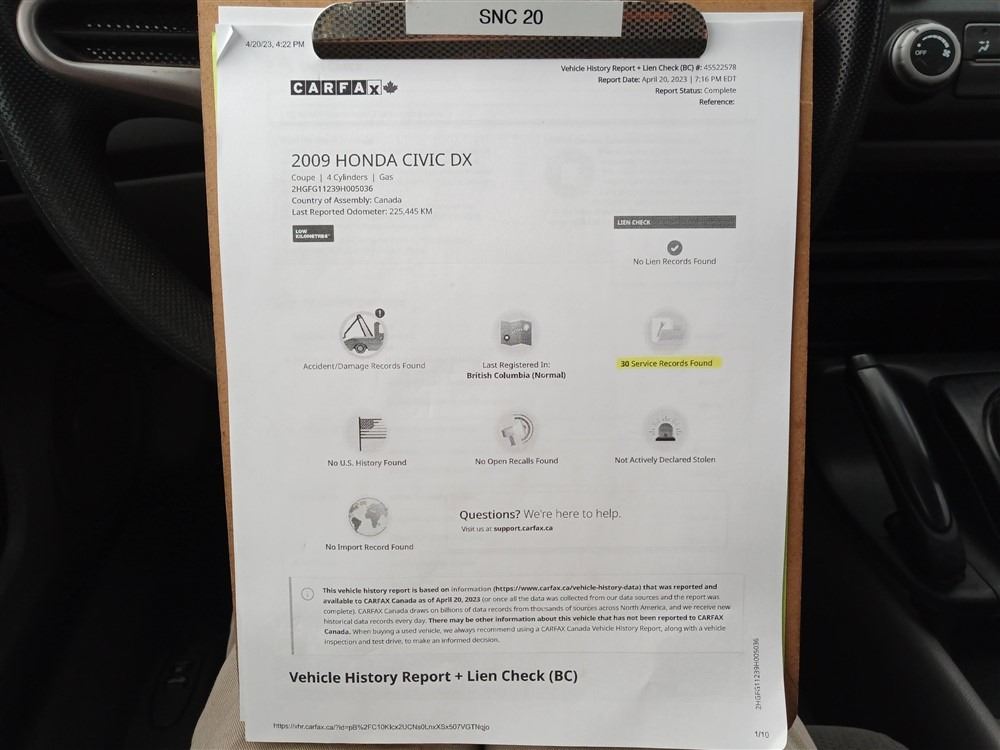 SNC 20
4/20/23, 4:22 PM
Vehicle History Report + Lien Check (BC) #: 45522578
Report Date: April 20, 2023 | 7:16 PM EDT
Report Status: Complete
Reference:
CARFAX
2009 HONDA CIVIC DX
Coupe | 4 Cylinders | Gas
2HGFG11239H005036
Country of Assembly: Canada
Last Reported Odometer: 225,445 KM
LOW
KILOMETRES™
LIEN CHECK
No Lien Records Found
Accident/Damage Records Found
Last Registered In:
British Columbia (Normal)
30 Service Records Found
No U.S. History Found
No Open Recalls Found
Not Actively Declared Stolen
No Import Record Found
Questions? We're here to help.
Visit us at support.carfax.ca
This vehicle history report is based on information (https://www.carfax.ca/vehicle-history-data) that was reported and
available to CARFAX Canada as of April 20, 2023 (or once all the data was collected from our data sources and the report was
complete). CARFAX Canada draws on billions of data records from thousands of sources across North America, and we receive new
historical data records every day. There may be other information about this vehicle that has not been reported to CARFAX
Canada. When buying a used vehicle, we always recommend using a CARFAX Canada Vehicle History Report, along with a vehicle
inspection and test drive, to make an informed decision.
Vehicle History Report + Lien Check (BC)
2HGFG11239H005036
1/10
OFF